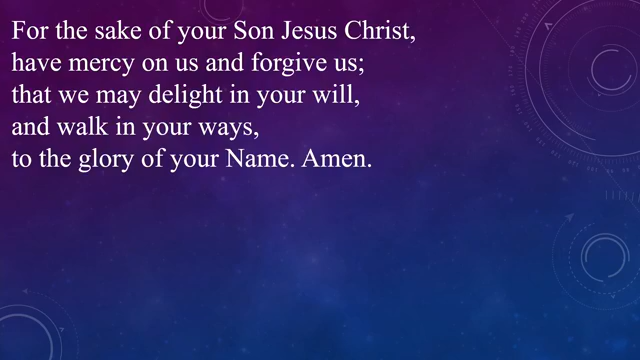 For the sake of your Son Jesus Christ,
have mercy on us and forgive us;
that we may delight in your will,
and walk in your ways,
to the glory of your Name. Amen.